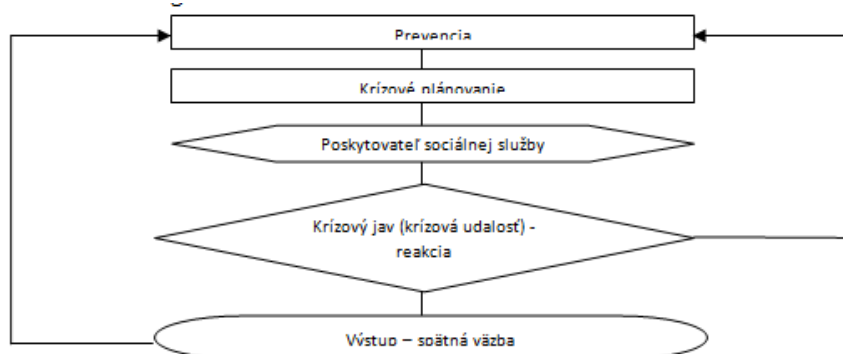 Prevencia
Krízové plánovanie
Poskytovateľ sociálnej služby
Krízový jav (krízová udalosť) -
reakcia
Výstup – spätná väzba